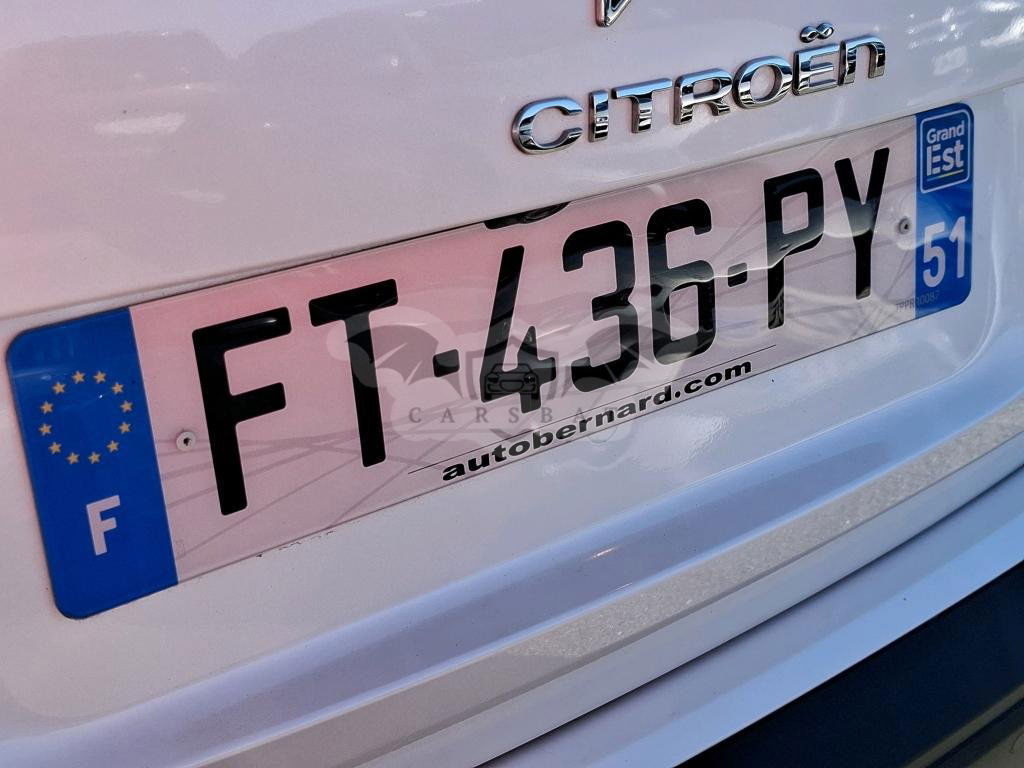 CITROËN
Grand
Est
F
FT-436-PY
51
CARSBA
autobernard.com